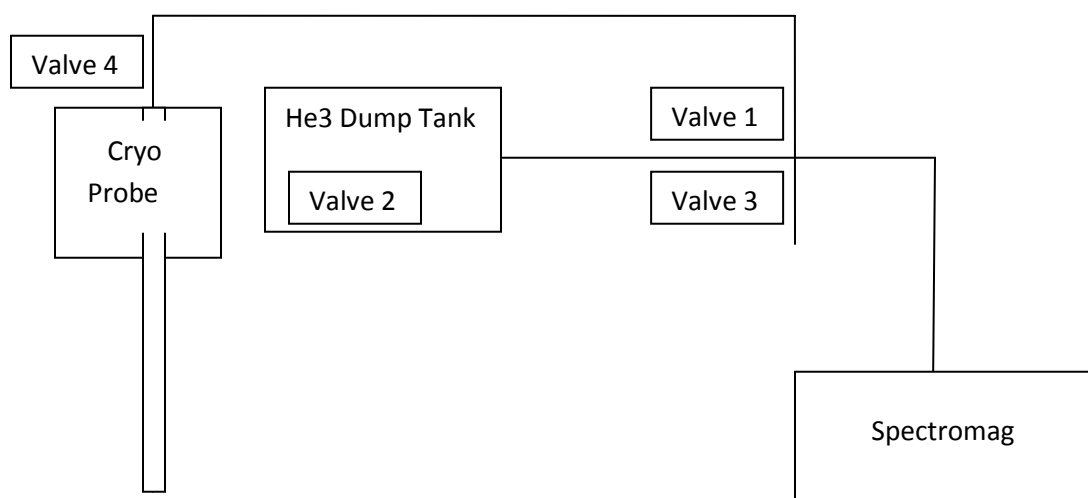 Valve 4
He3 Dump Tank
Valve 1
Cryo
Probe
Valve 2
Valve 3
Spectromag